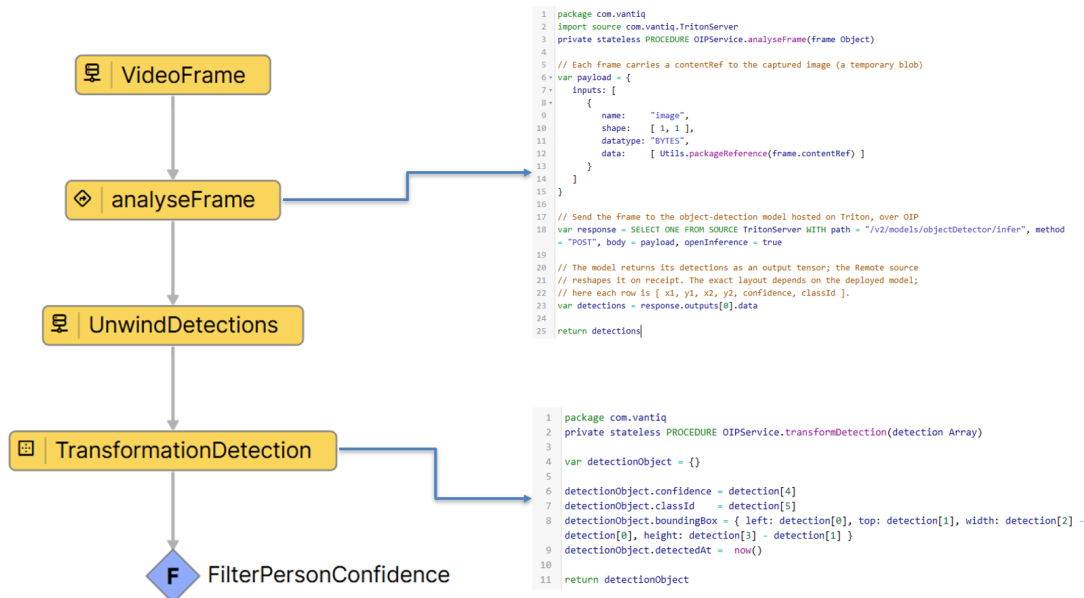 VideoFrame
analyseFrame
UnwindDetections
TransformationDetection
F
FilterPersonConfidence
1 package com.vantiq
2 import source com.vantiq.TritonServer
3 private stateless PROCEDURE OIPService.analyseFrame(frame Object)
4
5 // Each frame carries a contentRef to the captured image (a temporary blob)
6 var payload = {
7 inputs: [
8 {
9 name: "image",
10 shape: [ 1, 1 ],
11 datatype: "BYTES",
12 data: [ Utils.packageReference(frame.contentRef) ]
13 }
14 ]
15 }
16
17 // Send the frame to the object-detection model hosted on Triton, over OIP
18 var response = SELECT ONE FROM SOURCE TritonServer WITH path = "/v2/models/objectDetector/infer", method
= "POST", body = payload, openInference = true
19
20 // The model returns its detections as an output tensor; the Remote source
21 // reshapes it on receipt. The exact layout depends on the deployed model;
22 // here each row is [ x1, y1, x2, y2, confidence, classId ].
23 var detections = response.outputs[0].data
24
25 return detections
1 package com.vantiq
2 private stateless PROCEDURE OIPService.transformDetection(detection Array)
3
4 var detectionObject = {}
5
6 detectionObject.confidence = detection[4]
7 detectionObject.classId = detection[5]
8 detectionObject.boundingBox = { left: detection[0], top: detection[1], width: detection[2] -
detection[0], height: detection[3] - detection[1] }
9 detectionObject.detectedAt = now()
10
11 return detectionObject